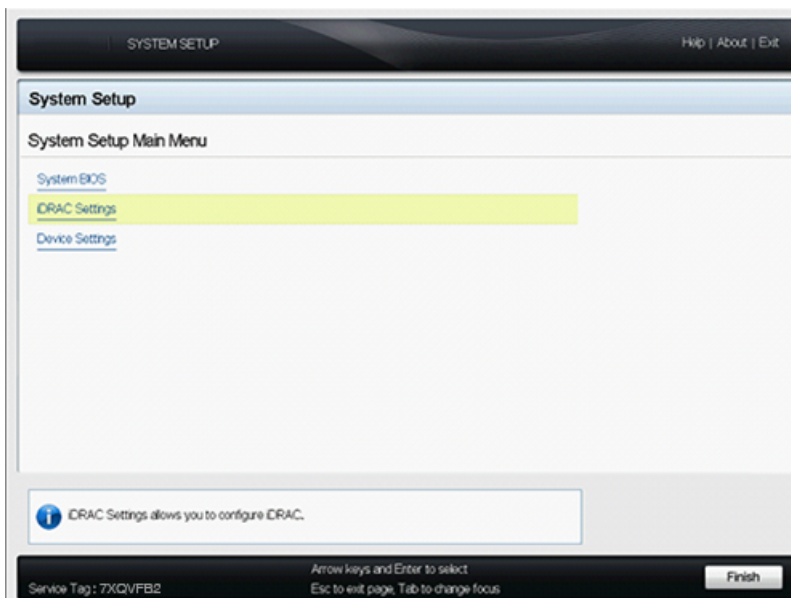 SYSTEM SETUP
Help | About | Exit
System Setup
System Setup Main Menu
System BIOS
iDRAC Settings
Device Settings
iDRAC Settings allows you to configure iDRAC.
Arrow keys and Enter to select
Service Tag: 7XQVFB2
Esc to exit page, Tab to change focus
Finish